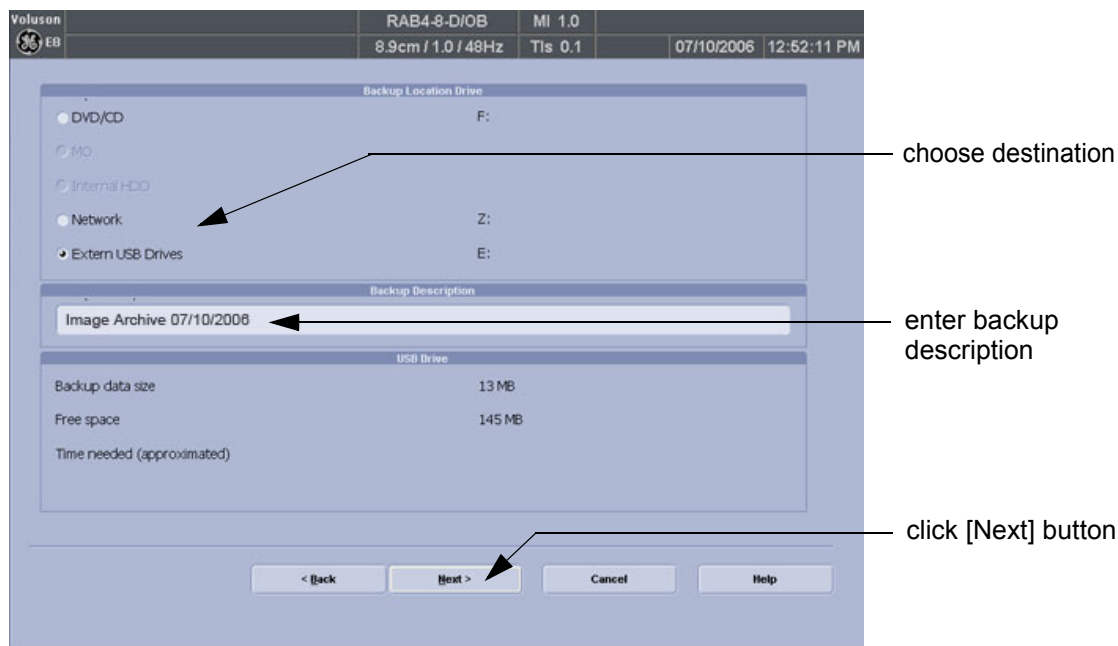 Voluson
E8
RAB4-8-D/OB MI 1.0
8.9cm / 1.0 / 48Hz TIs 0.1 07/10/2006 12:52:11 PM
Backup Location Drive
DVD/CD F:
MO
Internal HDD
Network Z:
Extern USB Drives E:
choose destination
Backup Description
Image Archive 07/10/2006
enter backup
description
USB Drive
Backup data size 13 MB
Free space 145 MB
Time needed (approximated)
click [Next] button
< Back Next > Cancel Help